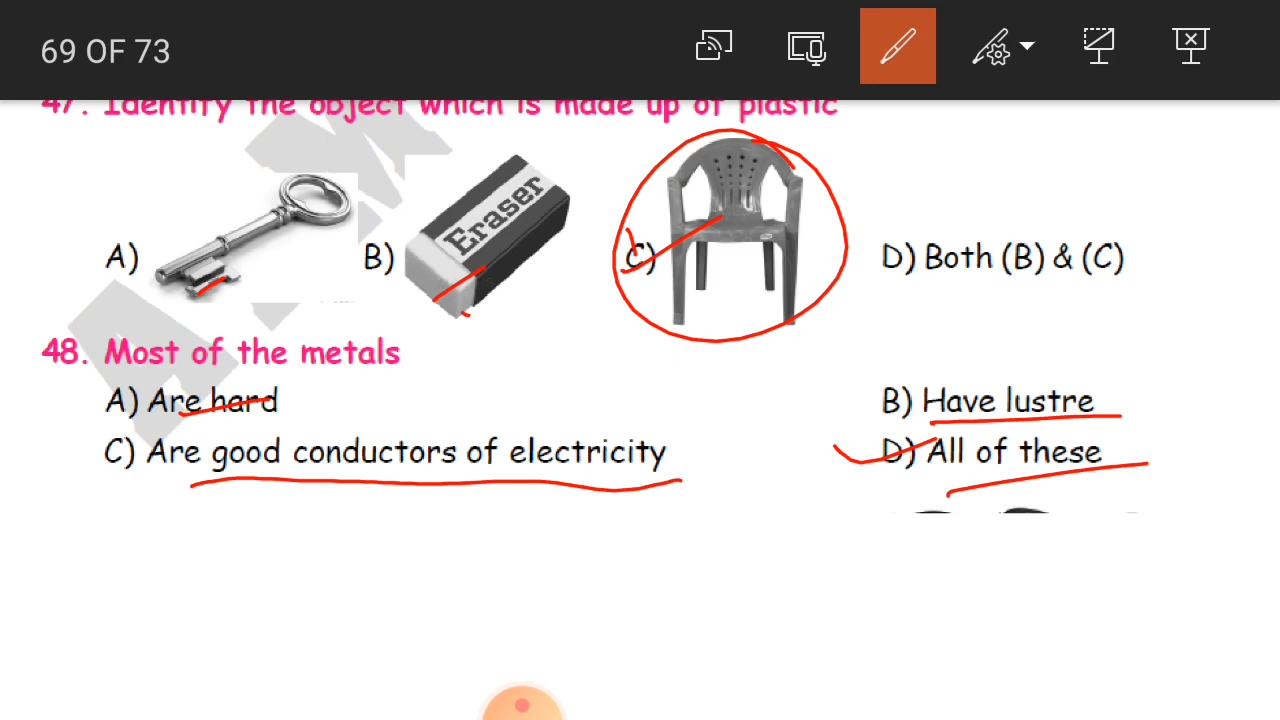 69 OF 73
47. Identify the object which is made up of plastic
A) B) Eraser C) D) Both (B) & (C)
48. Most of the metals
A) Are hard B) Have lustre
C) Are good conductors of electricity D) All of these